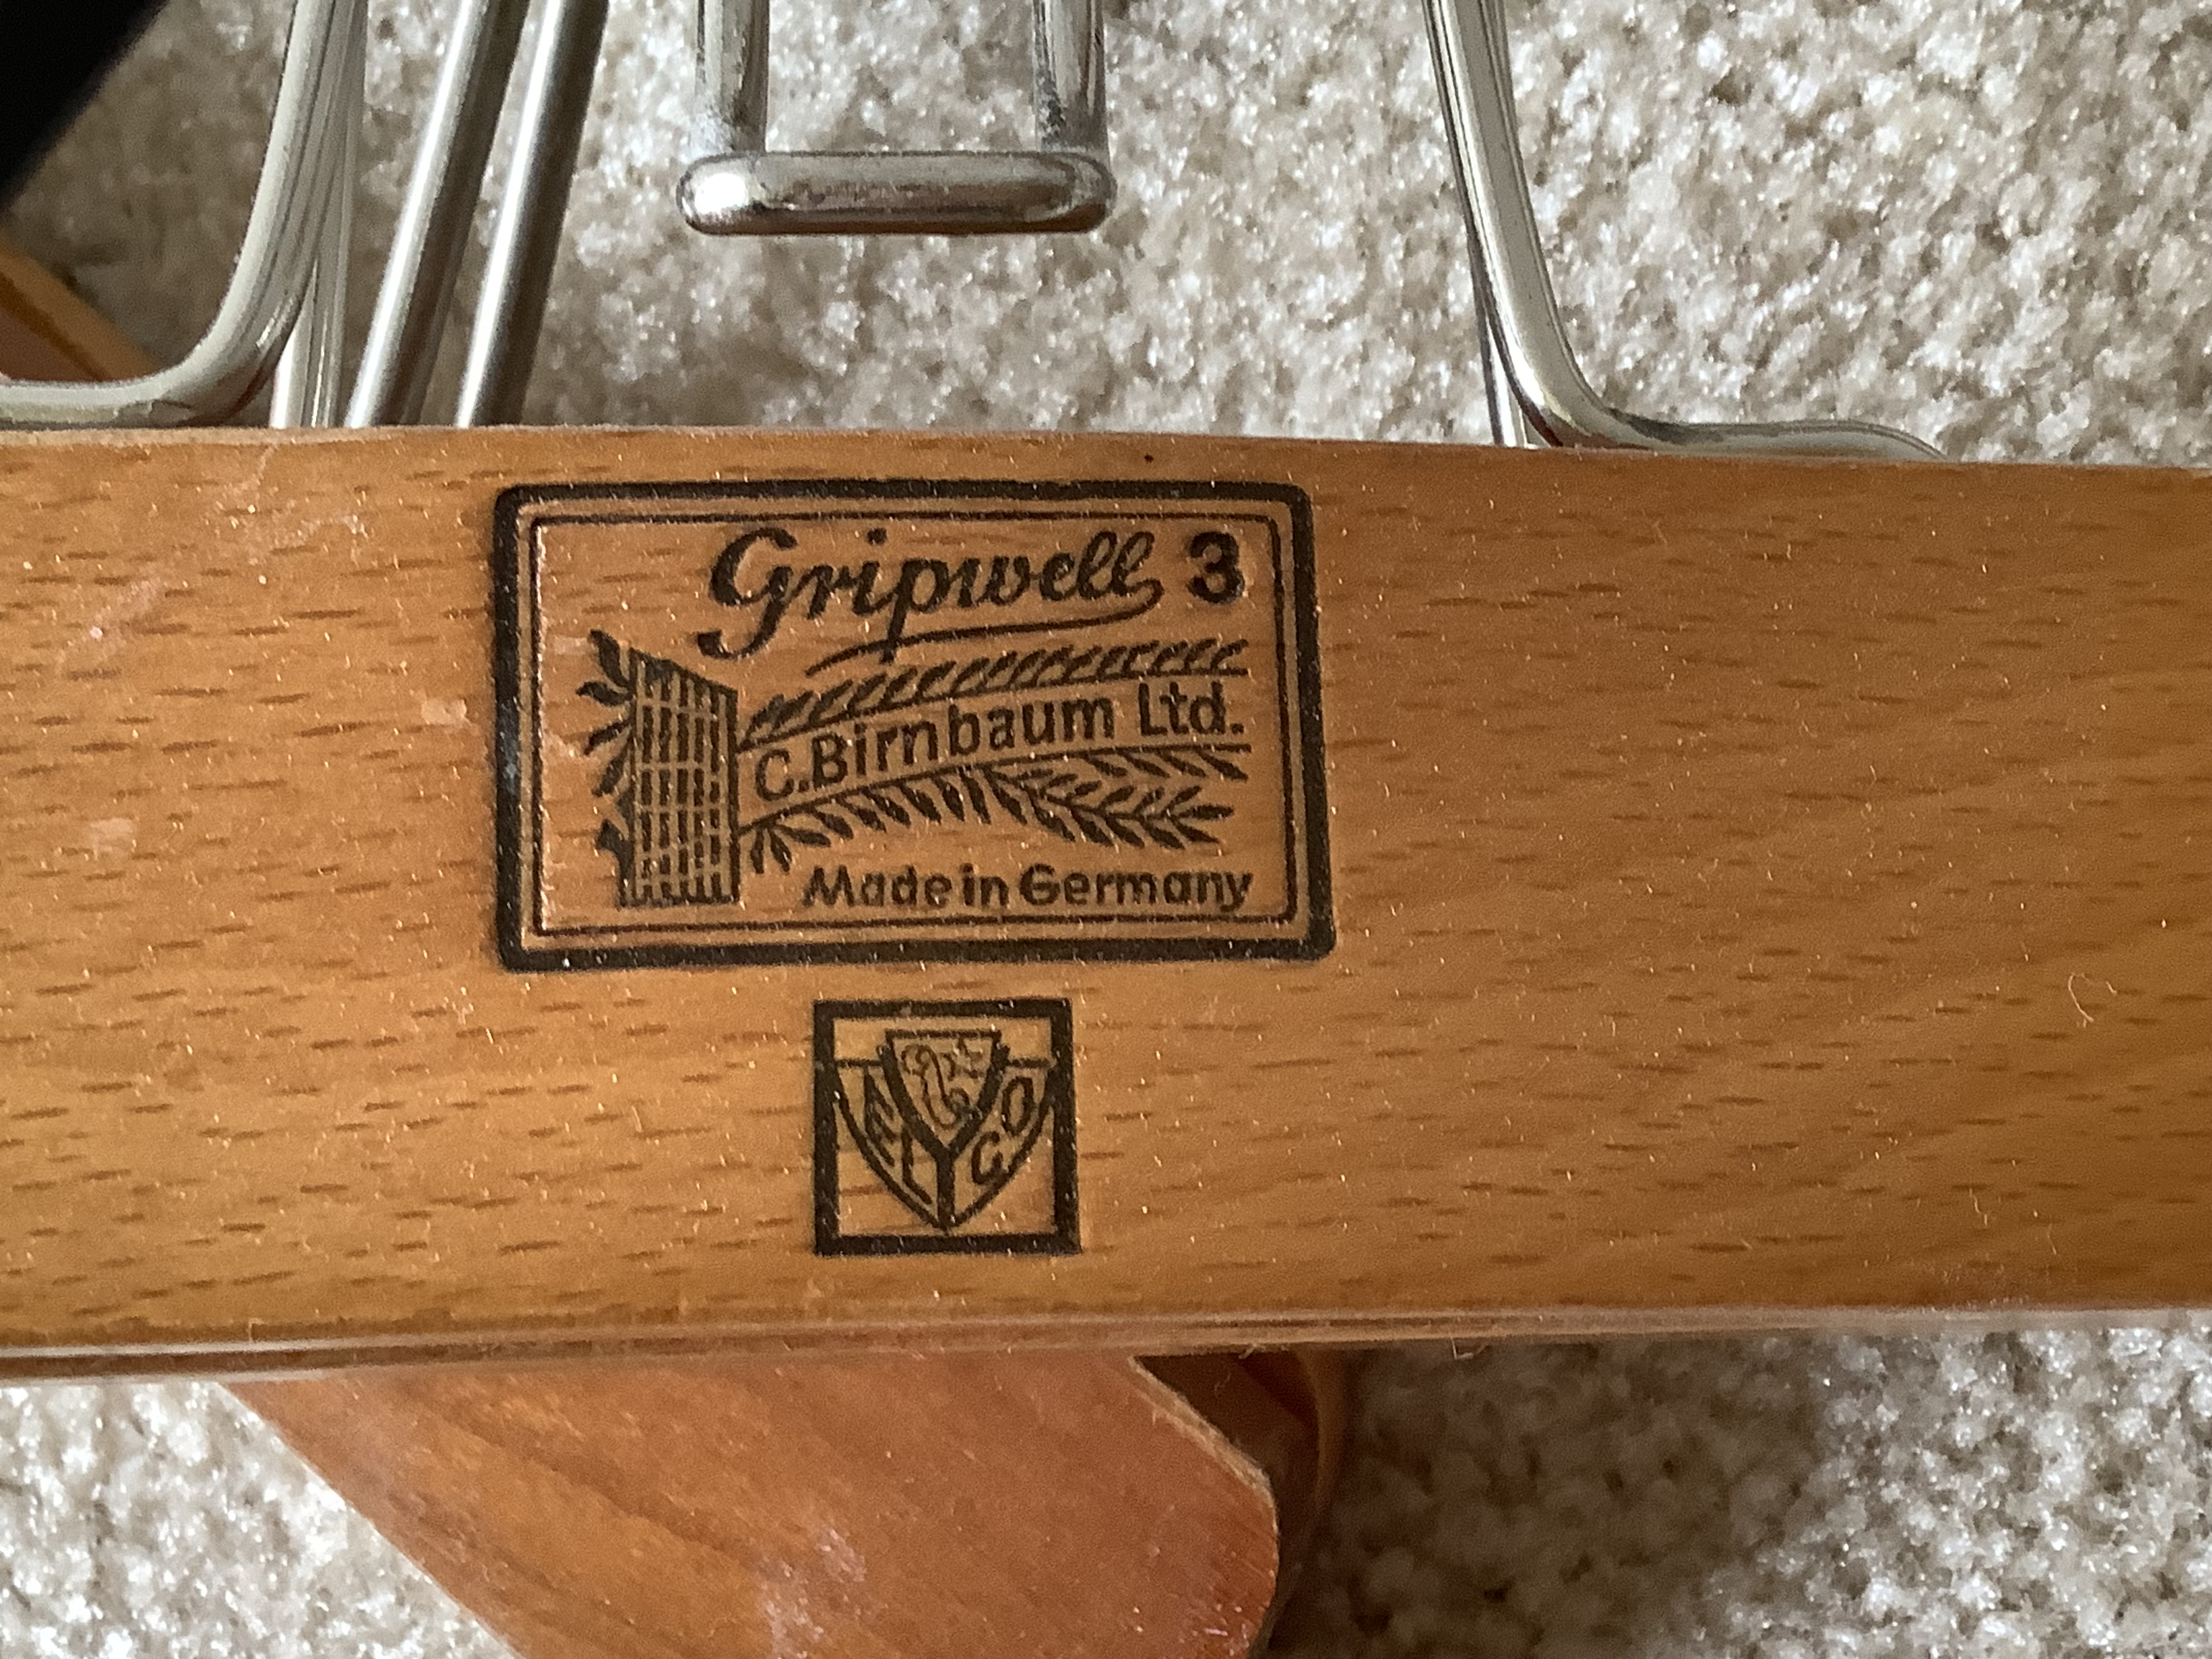 Gripwell 3
C. Birnbaum Ltd.
Made in Germany